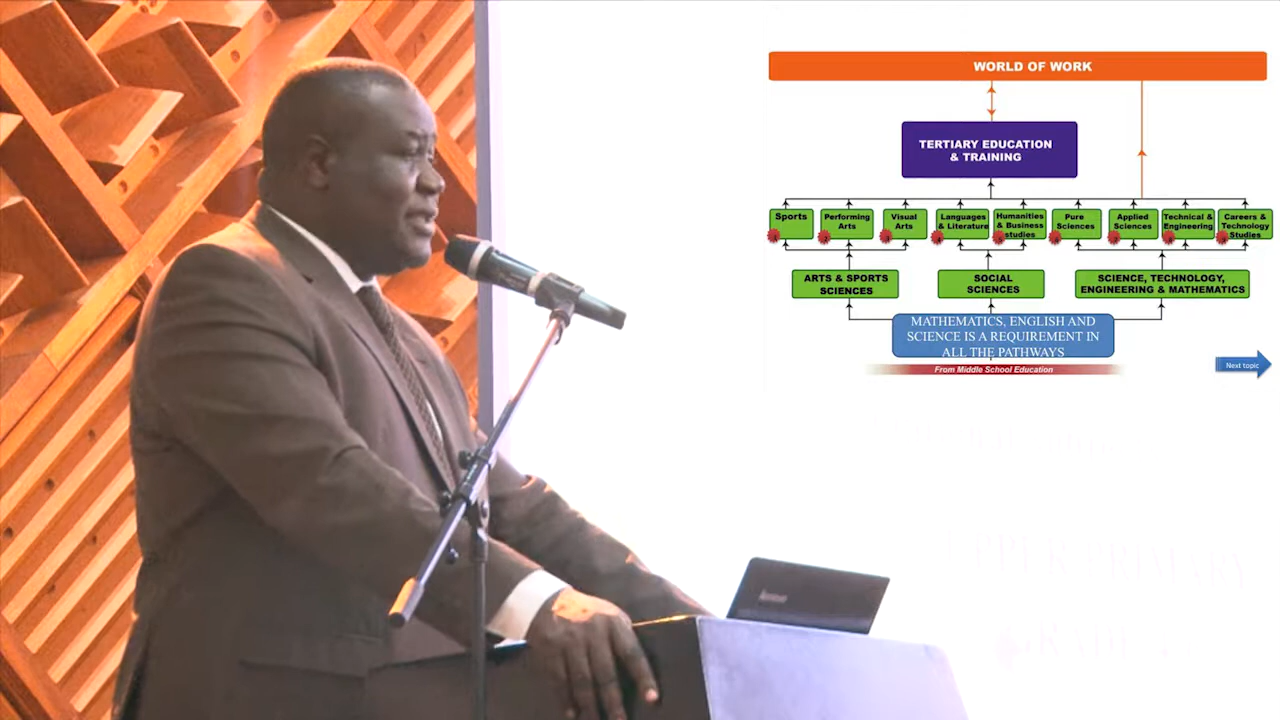 WORLD OF WORK
TERTIARY EDUCATION
& TRAINING
Sports
Performing
Arts
Visual
Arts
Languages
& Literature
Humanities
& Business
studies
Pure
Sciences
Applied
Sciences
Technical &
Engineering
Careers &
Technology
Studies
ARTS & SPORTS
SCIENCES
SOCIAL
SCIENCES
SCIENCE, TECHNOLOGY,
ENGINEERING & MATHEMATICS
MATHEMATICS, ENGLISH AND
SCIENCE IS A REQUIREMENT IN
ALL THE PATHWAYS
From Middle School Education
Next topic
UPPER PRIMARY